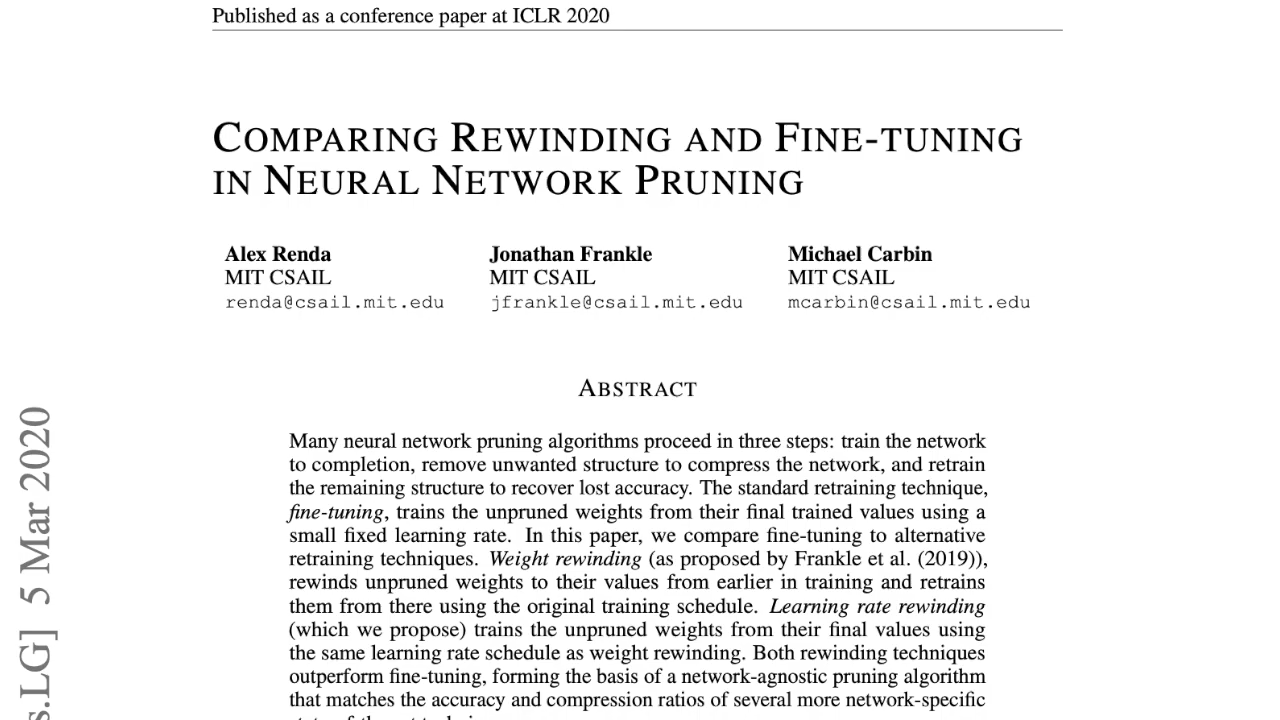 Published as a conference paper at ICLR 2020
COMPARING REWINDING AND FINE-TUNING
IN NEURAL NETWORK PRUNING
Alex Renda
MIT CSAIL
renda@csail.mit.edu
Jonathan Frankle
MIT CSAIL
jfrankle@csail.mit.edu
Michael Carbin
MIT CSAIL
mcarbin@csail.mit.edu
ABSTRACT
Many neural network pruning algorithms proceed in three steps: train the network
to completion, remove unwanted structure to compress the network, and retrain
the remaining structure to recover lost accuracy. The standard retraining technique,
fine-tuning, trains the unpruned weights from their final trained values using a
small fixed learning rate. In this paper, we compare fine-tuning to alternative
retraining techniques. Weight rewinding (as proposed by Frankle et al. (2019)),
rewinds unpruned weights to their values from earlier in training and retrains
them from there using the original training schedule. Learning rate rewinding
(which we propose) trains the unpruned weights from their final values using
the same learning rate schedule as weight rewinding. Both rewinding techniques
outperform fine-tuning, forming the basis of a network-agnostic pruning algorithm
that matches the accuracy and compression ratios of several more network-specific
s.LG] 5 Mar 2020